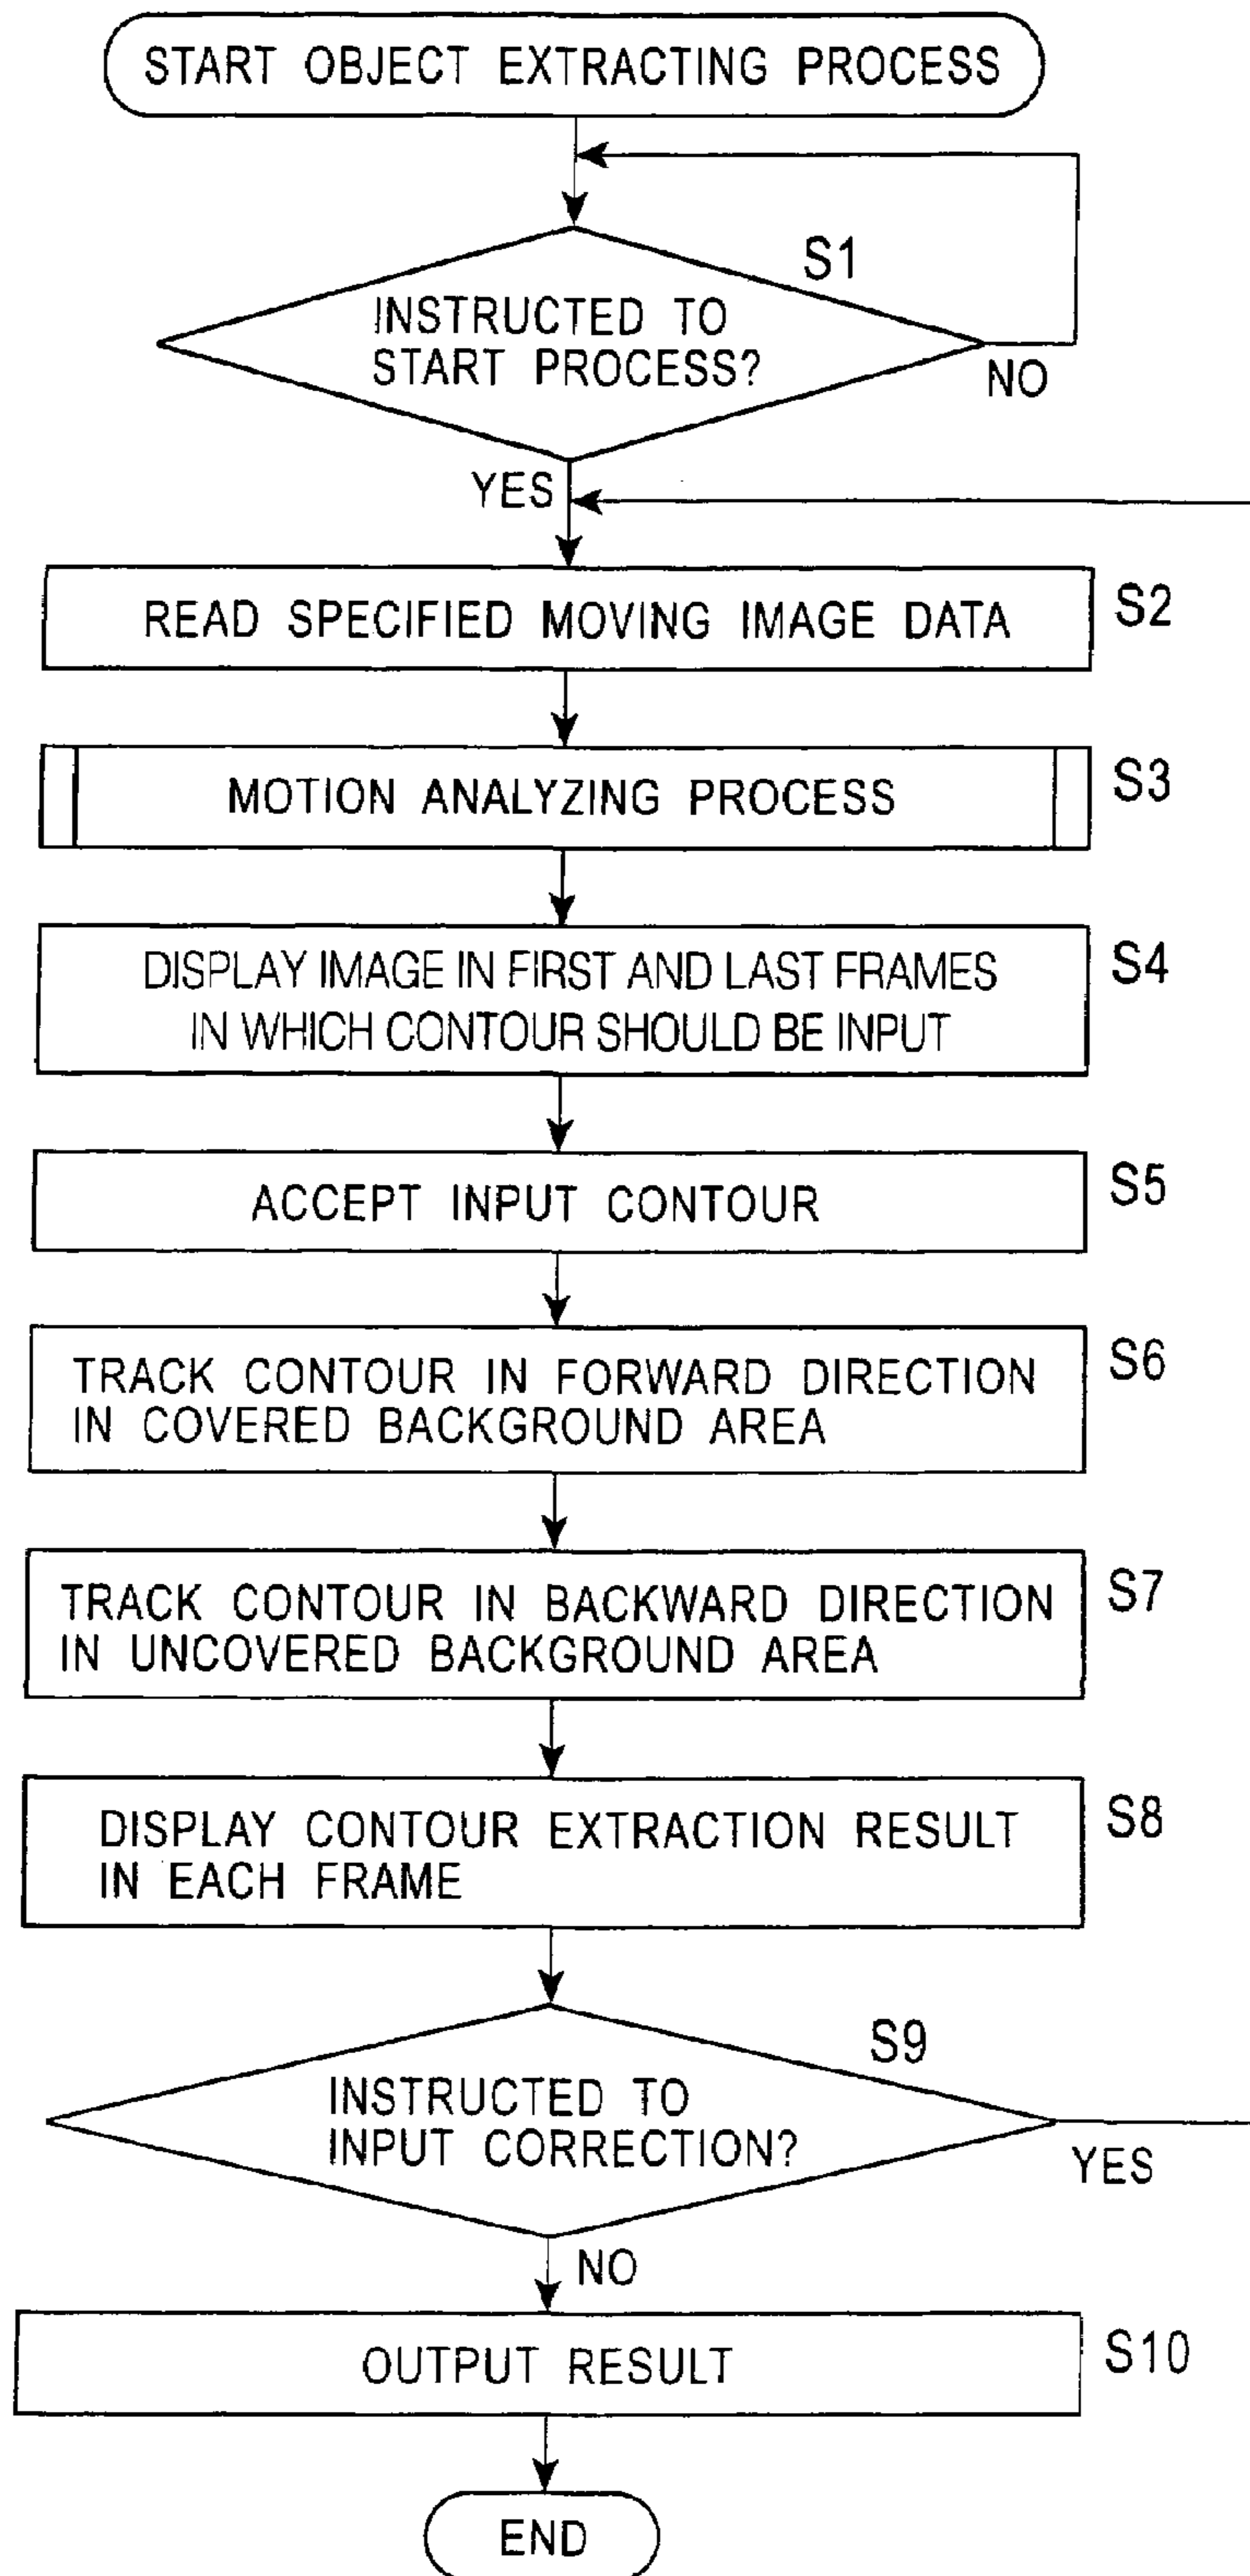 START OBJECT EXTRACTING PROCESS
S1
INSTRUCTED TO
START PROCESS?
NO
YES
READ SPECIFIED MOVING IMAGE DATA
S2
MOTION ANALYZING PROCESS
S3
DISPLAY IMAGE IN FIRST AND LAST FRAMES
IN WHICH CONTOUR SHOULD BE INPUT
S4
ACCEPT INPUT CONTOUR
S5
TRACK CONTOUR IN FORWARD DIRECTION
IN COVERED BACKGROUND AREA
S6
TRACK CONTOUR IN BACKWARD DIRECTION
IN UNCOVERED BACKGROUND AREA
S7
DISPLAY CONTOUR EXTRACTION RESULT
IN EACH FRAME
S8
S9
INSTRUCTED TO
INPUT CORRECTION?
YES
NO
OUTPUT RESULT
S10
END